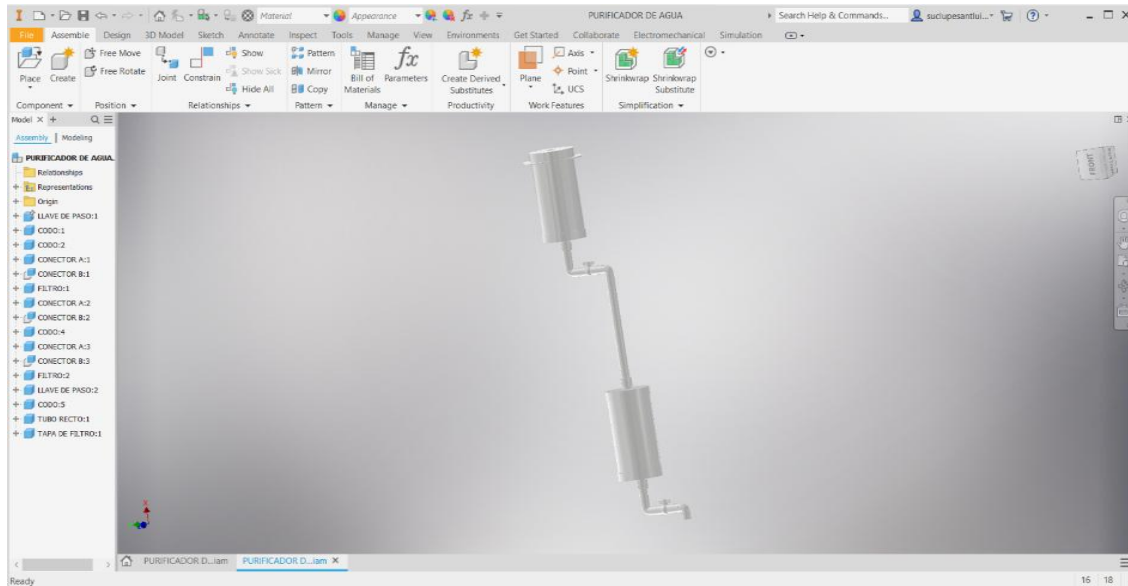 Material
Appearance
fx
PURIFICADOR DE AGUA
Search Help & Commands...
suclupesantlui...
File Assemble Design 3D Model Sketch Annotate Inspect Tools Manage View Environments Get Started Collaborate Electromechanical Simulation
Place
Create
Free Move
Free Rotate
Joint
Constrain
Show
Show Sick
Hide All
Pattern
Mirror
Copy
Bill of Materials
fx
Parameters
Create Derived Substitutes
Plane
Axis
Point
UCS
Shrinkwrap
Shrinkwrap Substitute
Component Position Relationships Pattern Manage Productivity Work Features Simplification
Model
Assembly Modeling
PURIFICADOR DE AGUA.
Relationships
Representations
Origin
LLAVE DE PASO:1
CODO:1
CODO:2
CONECTOR A:1
CONECTOR B:1
FILTRO:1
CONECTOR A:2
CONECTOR B:2
CODO:4
CONECTOR A:3
CONECTOR B:3
FILTRO:2
LLAVE DE PASO:2
CODO:5
TUBO RECTO:1
TAPA DE FILTRO:1
FRONT
X
PURIFICADOR D...iam PURIFICADOR D...iam
Ready
16 18